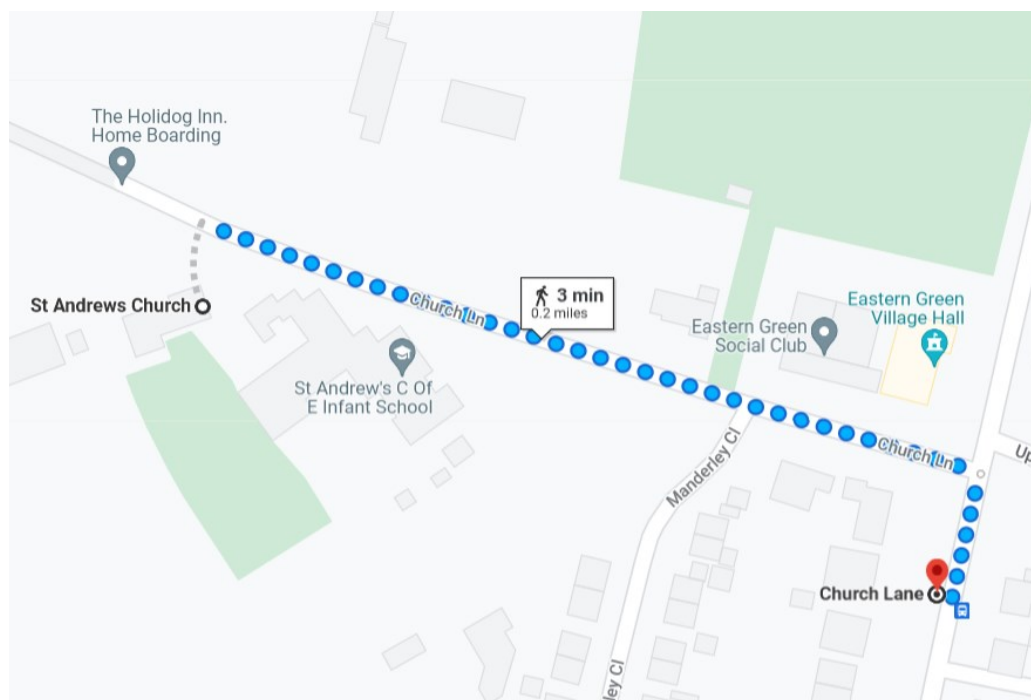 The Holidog Inn.
Home Boarding
St Andrews Church
Church Ln
3 min
0.2 miles
Eastern Green
Village Hall
Eastern Green
Social Club
St Andrew's C Of
E Infant School
Church Ln
Up
Manderley Cl
Church Lane
ley Cl